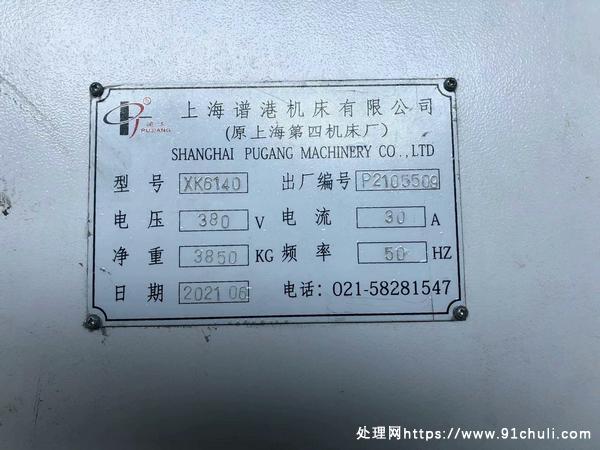 PUJIANG
上海谱港机床有限公司
(原上海第四机床厂)
SHANGHAI PUGANG MACHINERY CO.,LTD
型号 XK6140 出厂编号 P2105509
电压 380 V 电流 30 A
净重 3850 KG 频率 50 HZ
日期 2021 06 电话: 021-58281547
处理网https://www.91chuli.com